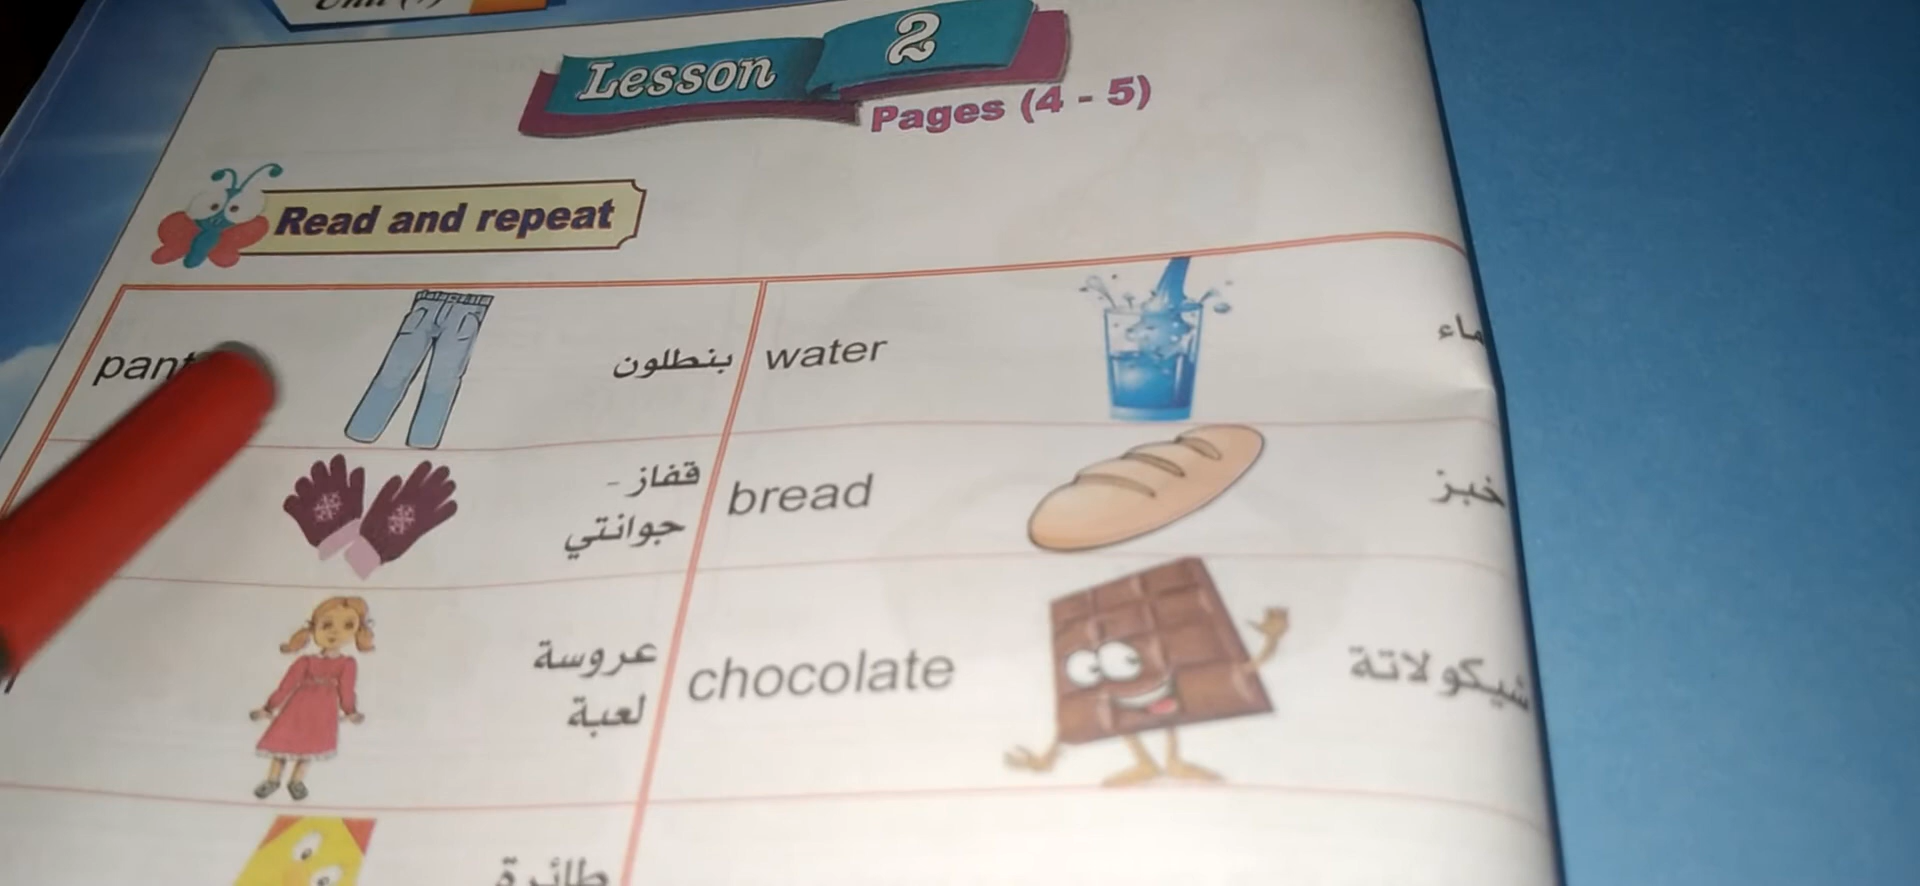 Lesson 2
Pages (4 - 5)
Read and repeat
بنطلون
water
ماء
قفاز -
جوانتي
bread
خبز
عروسة
لعبة
chocolate
شيكولاتة
طائرة